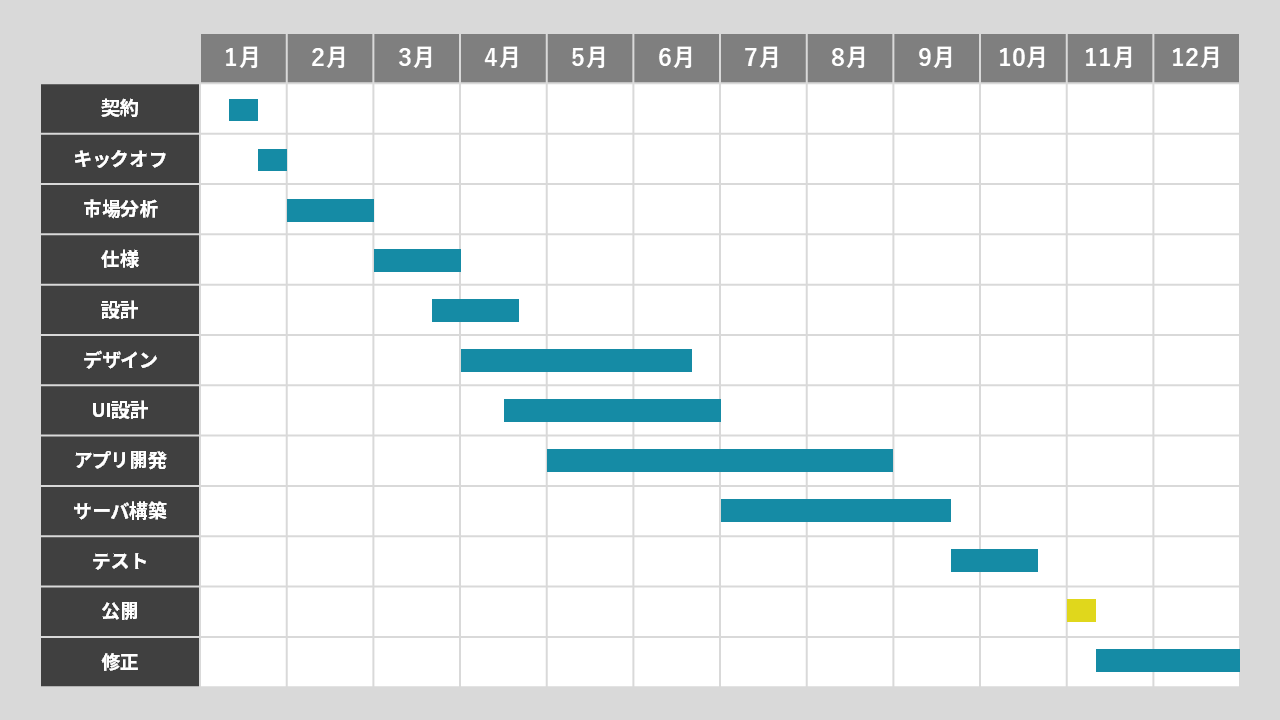 1月 2月 3月 4月 5月 6月 7月 8月 9月 10月 11月 12月
契約
キックオフ
市場分析
仕様
設計
デザイン
UI設計
アプリ開発
サーバ構築
テスト
公開
修正